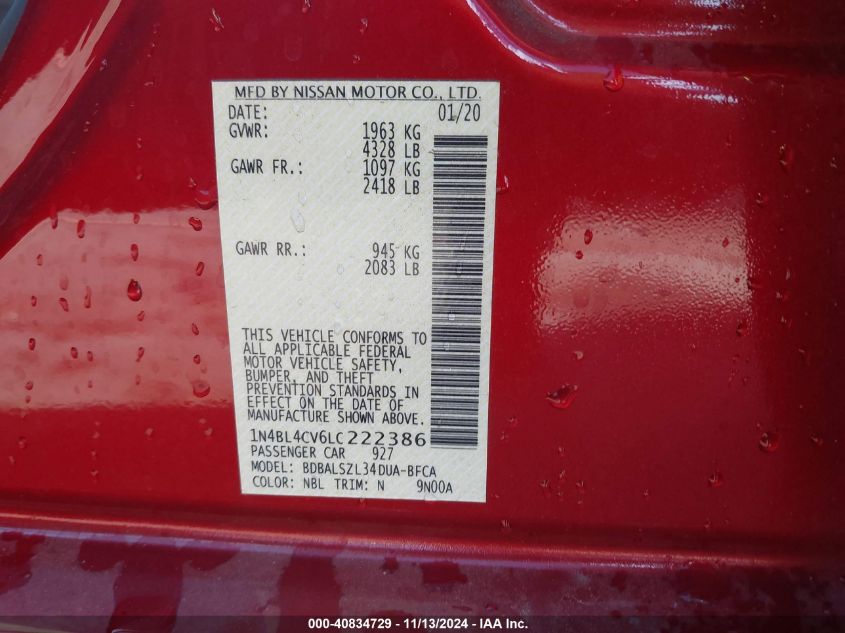 MFD BY NISSAN MOTOR CO., LTD.
DATE: 01/20
GVWR: 1963 KG
4328 LB
GAWR FR.: 1097 KG
2418 LB
GAWR RR.: 945 KG
2083 LB
THIS VEHICLE CONFORMS TO
ALL APPLICABLE FEDERAL
MOTOR VEHICLE SAFETY,
BUMPER, AND THEFT
PREVENTION STANDARDS IN
EFFECT ON THE DATE OF
MANUFACTURE SHOWN ABOVE.
1N4BL4CV6LC222386
PASSENGER CAR 927
MODEL: BDBALSZL34DUA-BFCA
COLOR: NBL TRIM: N 9N00A
000-40834729 - 11/13/2024 - IAA, Inc.